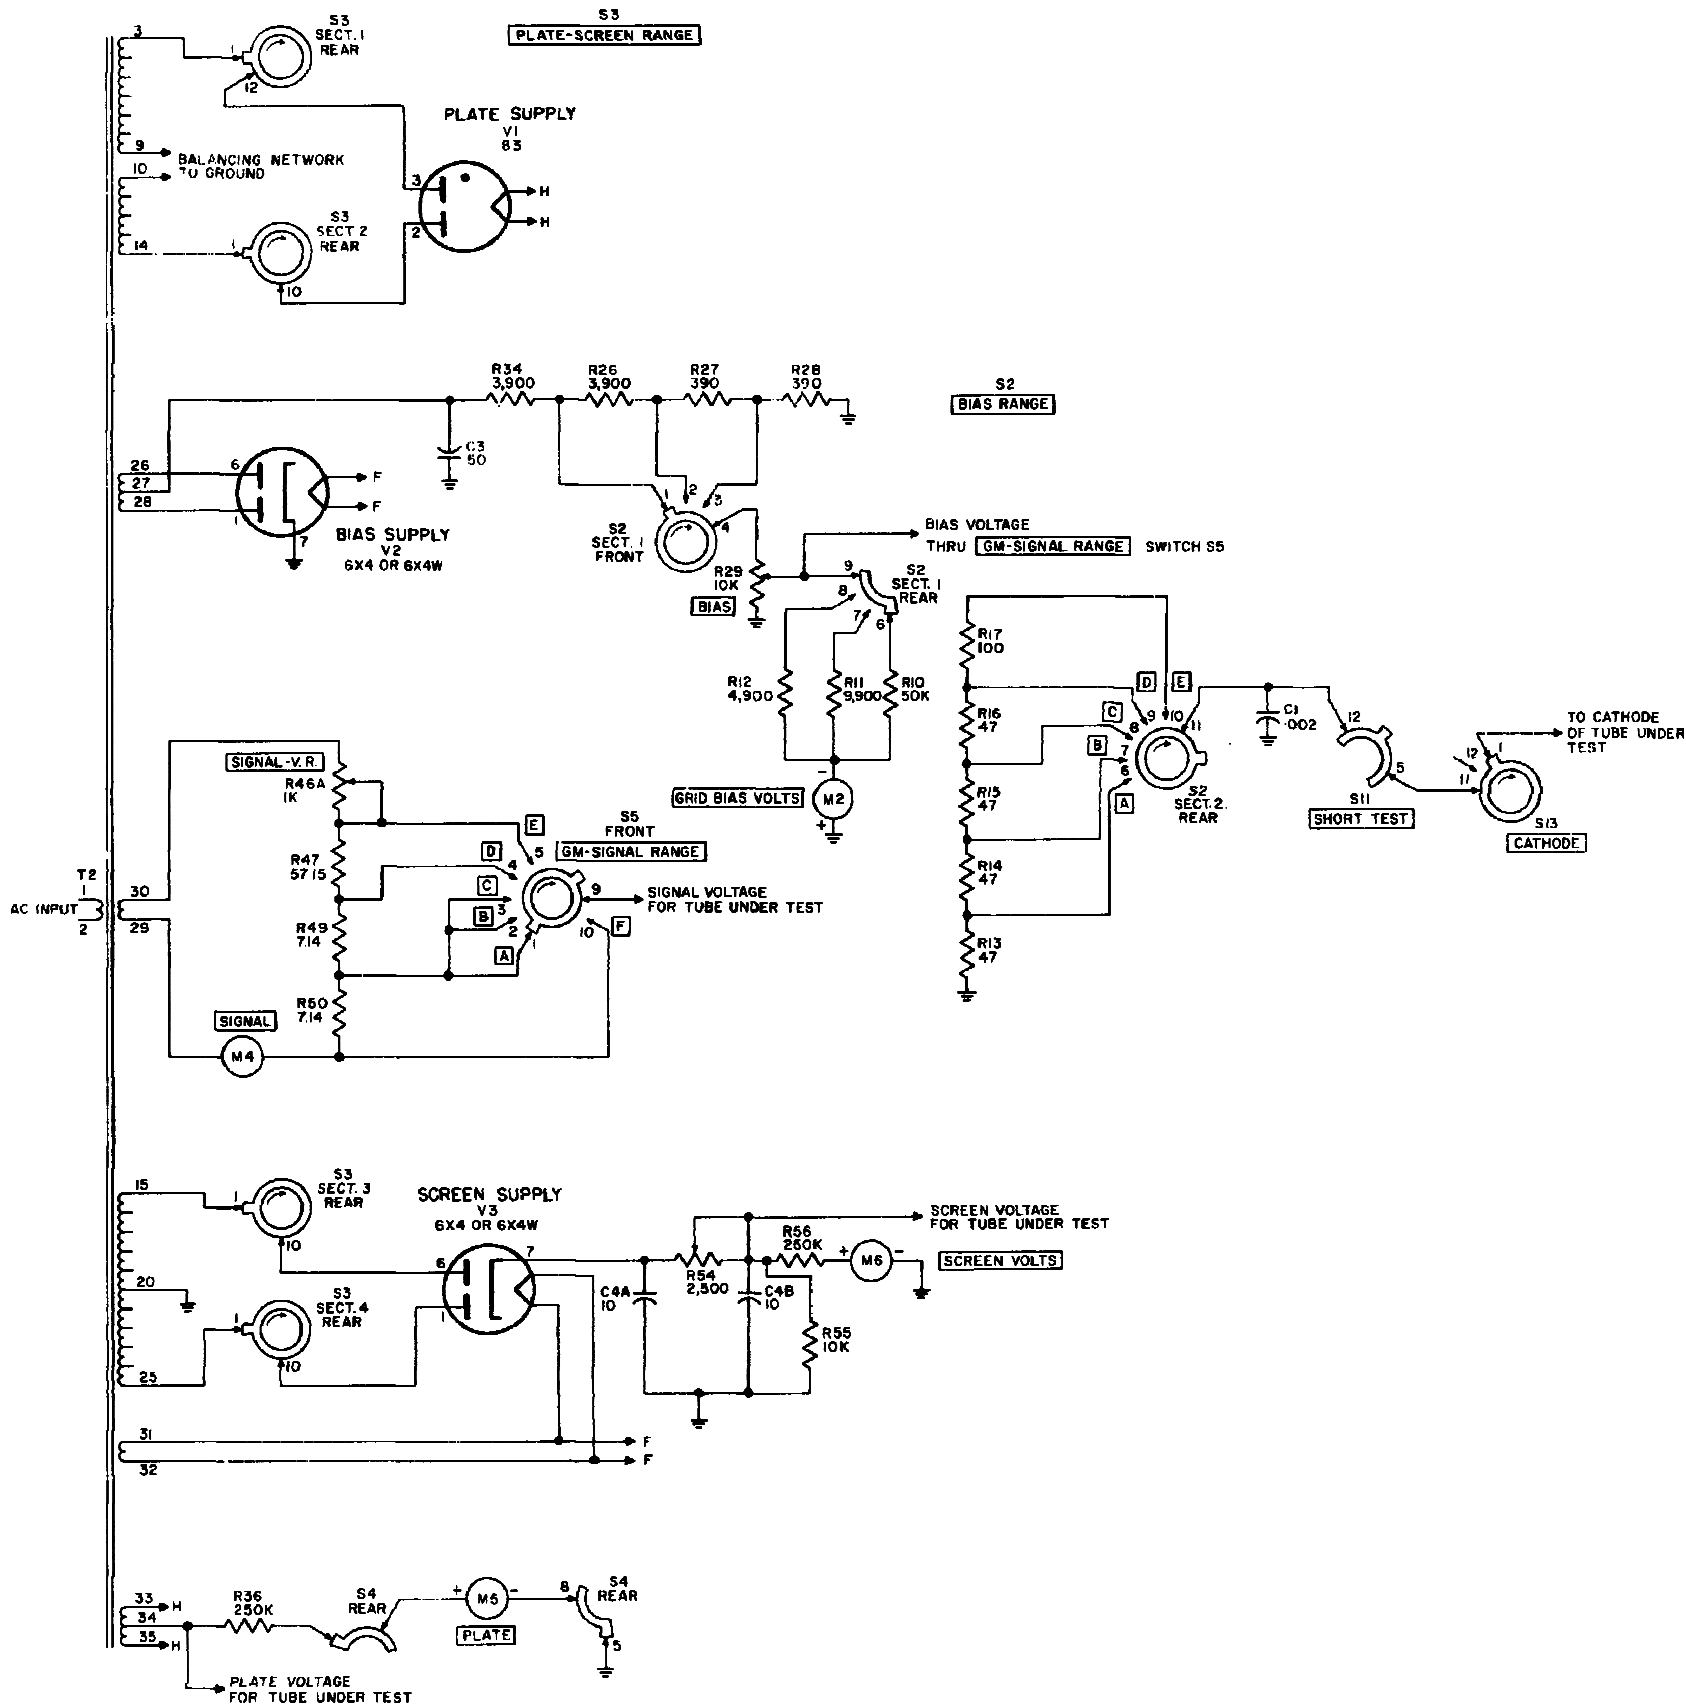 S3
PLATE-SCREEN RANGE
3
S3
SECT. 1
REAR
1
12
PLATE SUPPLY
V1
83
9
BALANCING NETWORK
TO GROUND
10
3
H
H
2
S3
SECT 2
REAR
1
14
10
R34
3,900
R26
3,900
R27
390
R28
390
S2
BIAS RANGE
C3
50
26
27
28
6
1
7
F
F
BIAS SUPPLY
V2
6X4 OR 6X4W
1
2
3
4
S2
SECT. 1
FRONT
BIAS VOLTAGE
THRU GM-SIGNAL RANGE SWITCH S5
R29
10K
BIAS
9
8
7
6
S2
SECT. 1
REAR
R12
4,900
R11
9,900
R10
50K
-
GRID BIAS VOLTS
M2
+
R17
100
R16
47
R15
47
R14
47
R13
47
D
E
C
B
A
9
10
11
8
7
6
S2
SECT. 2.
REAR
C1
.002
12
5
S11
SHORT TEST
12
1
11
S13
CATHODE
TO CATHODE
OF TUBE UNDER
TEST
SIGNAL-V.R.
R46A
1K
R47
57.15
R49
7.14
R50
7.14
T2
1
AC INPUT
2
30
29
SIGNAL
M4
S5
FRONT
GM-SIGNAL RANGE
E
D
C
B
A
F
5
4
3
2
1
9
10
SIGNAL VOLTAGE
FOR TUBE UNDER TEST
15
S3
SECT. 3
REAR
1
10
SCREEN SUPPLY
V3
6X4 OR 6X4W
6
7
1
20
S3
SECT. 4
REAR
1
10
25
C4A
10
R54
2,500
C4B
10
R56
250K
R55
10K
+
M6
-
SCREEN VOLTAGE
FOR TUBE UNDER TEST
SCREEN VOLTS
31
32
F
F
33
H
34
35
H
R36
250K
S4
REAR
+
M5
-
PLATE
8
S4
REAR
5
PLATE VOLTAGE
FOR TUBE UNDER TEST